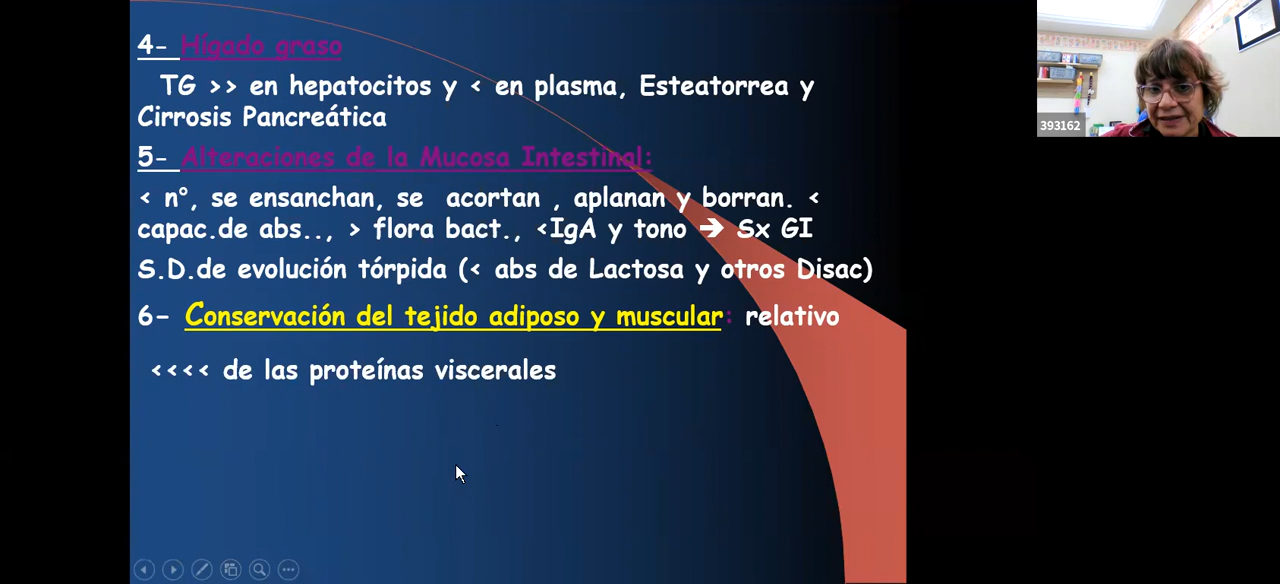 4- Hígado graso
TG >> en hepatocitos y < en plasma, Esteatorrea y
Cirrosis Pancreática
5- Alteraciones de la Mucosa Intestinal:
< n°, se ensanchan, se acortan , aplanan y borran. <
capac.de abs.., > flora bact., <IgA y tono ➔ Sx GI
S.D.de evolución tórpida (< abs de Lactosa y otros Disac)
6- Conservación del tejido adiposo y muscular: relativo
<<<< de las proteínas viscerales
393162